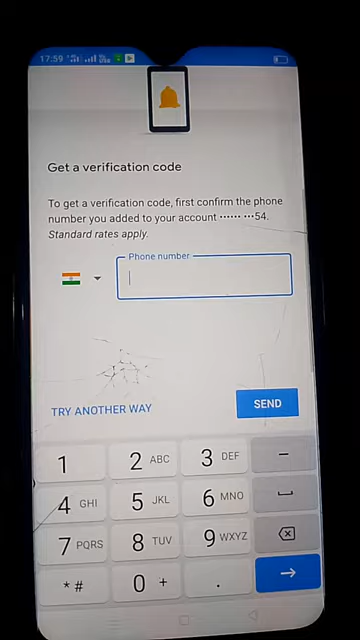 17:59
Get a verification code
To get a verification code, first confirm the phone
number you added to your account ······ ···54.
Standard rates apply.
Phone number
TRY ANOTHER WAY
SEND
1
2 ABC
3 DEF
−
4 GHI
5 JKL
6 MNO
7 PQRS
8 TUV
9 WXYZ
* #
0 +
.